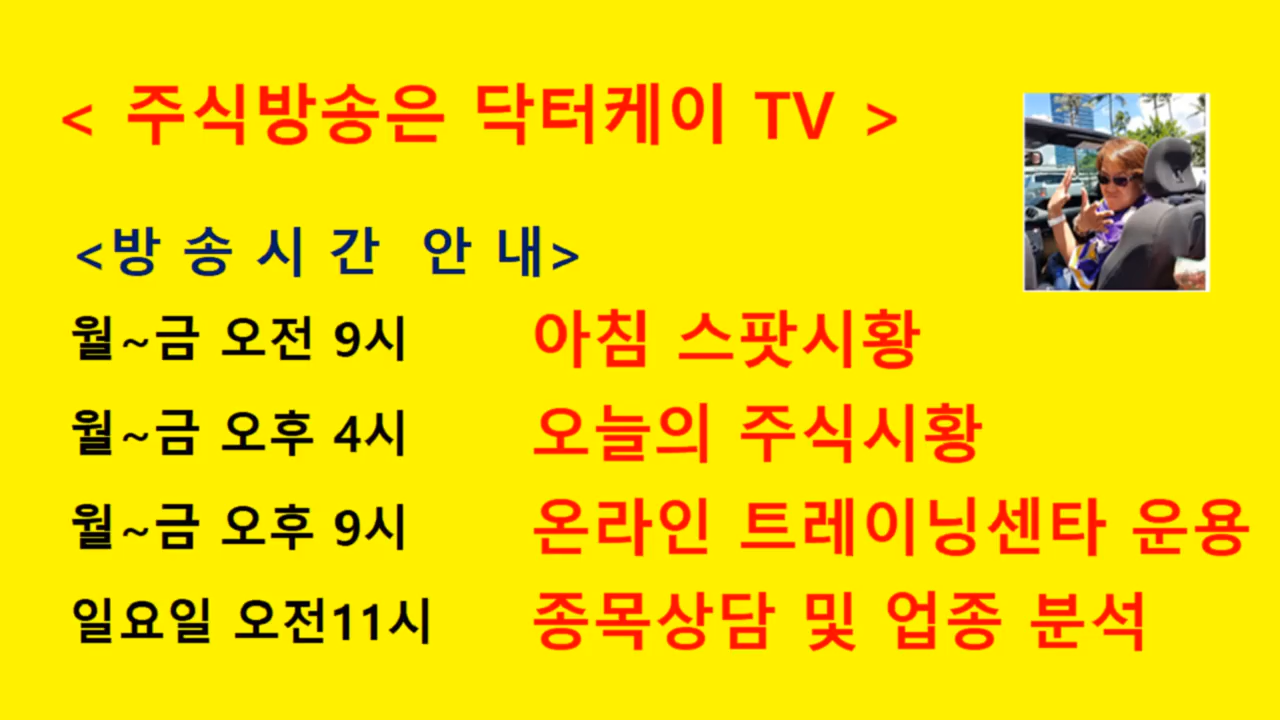 < 주식방송은 닥터케이 TV >
<방 송 시 간 안 내>
월~금 오전 9시 아침 스팟시황
월~금 오후 4시 오늘의 주식시황
월~금 오후 9시 온라인 트레이닝센타 운용
일요일 오전11시 종목상담 및 업종 분석